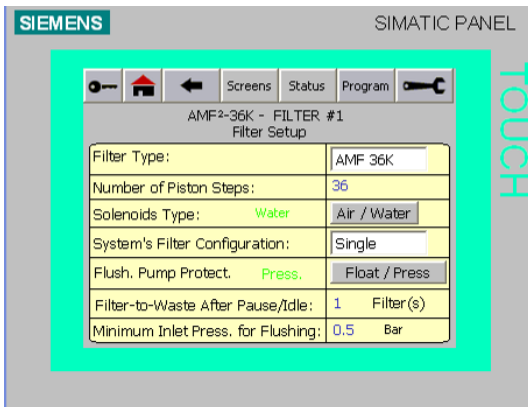 SIEMENS
SIMATIC PANEL
TOUCH
Screens Status Program
AMF²-36K - FILTER #1
Filter Setup
Filter Type: AMF 36K
Number of Piston Steps: 36
Solenoids Type: Water Air / Water
System's Filter Configuration: Single
Flush. Pump Protect. Press. Float / Press
Filter-to-Waste After Pause/Idle: 1 Filter(s)
Minimum Inlet Press. for Flushing: 0.5 Bar